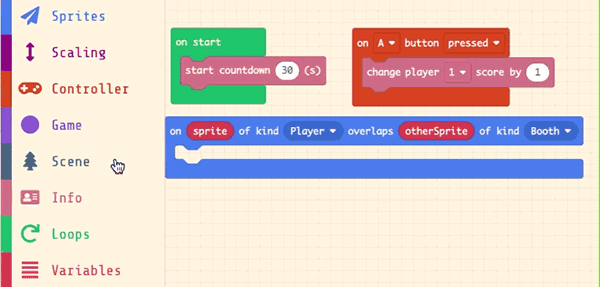 Sprites
Scaling
Controller
Game
Scene
Info
Loops
Variables
on start
start countdown 30 (s)
on A button pressed
change player 1 score by 1
on sprite of kind Player overlaps otherSprite of kind Booth